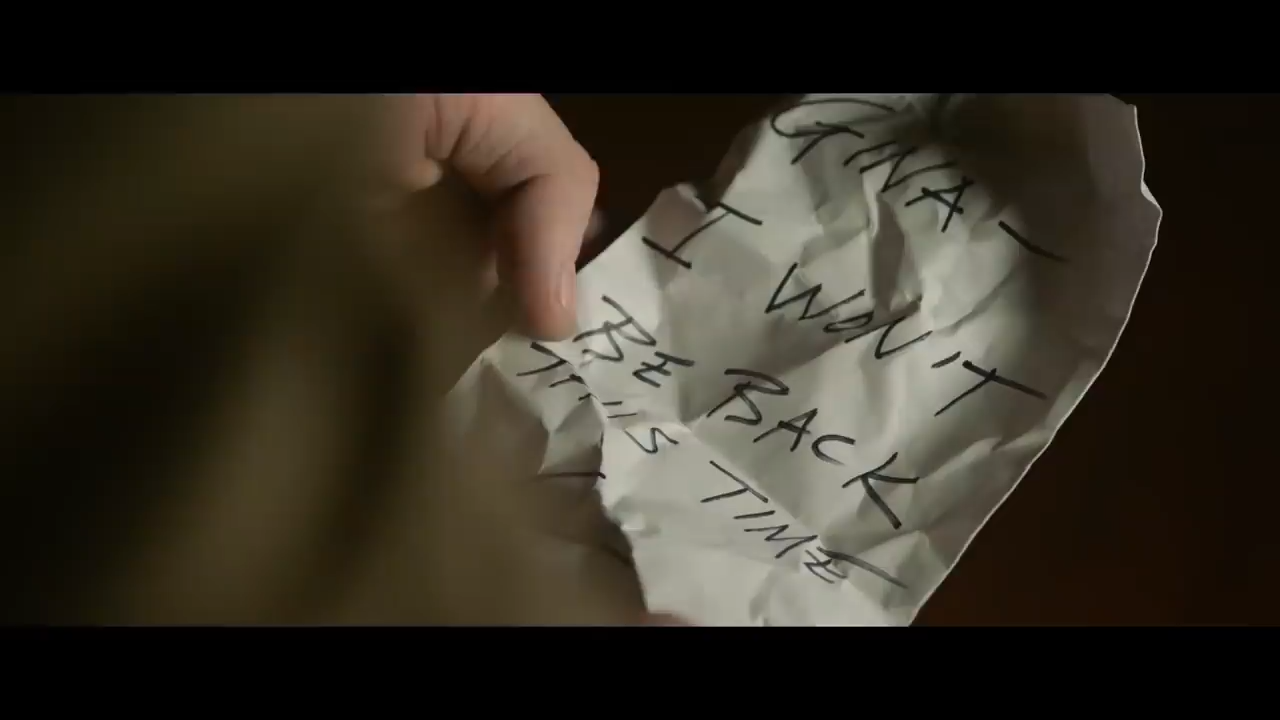 GINA —
I WON'T
BE BACK
THIS TIME